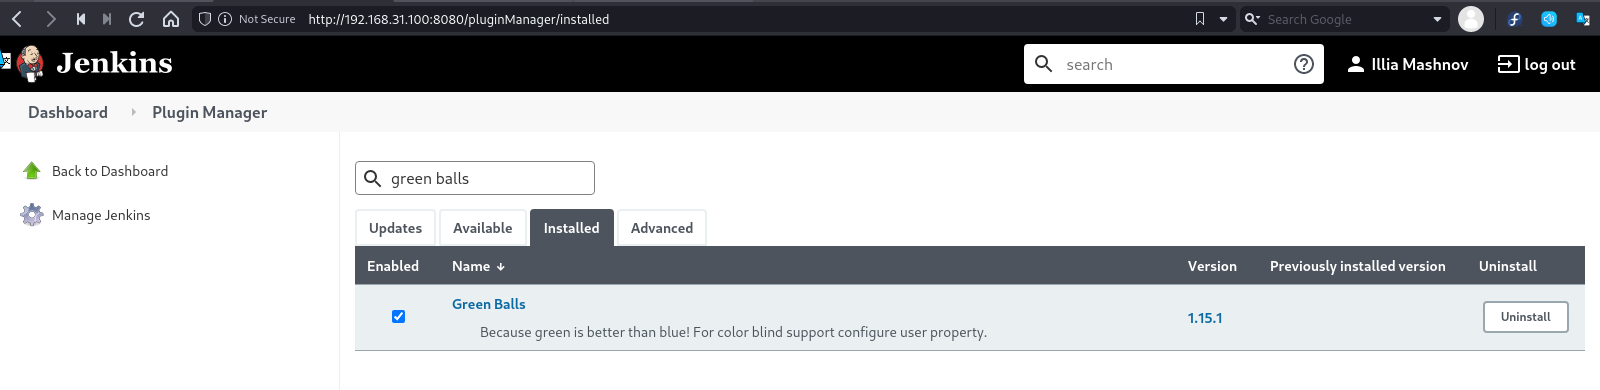 Not Secure http://192.168.31.100:8080/pluginManager/installed Search Google
Jenkins search Illia Mashnov log out
Dashboard Plugin Manager
Back to Dashboard
Manage Jenkins
green balls
Updates Available Installed Advanced
Enabled Name ↓ Version Previously installed version Uninstall
Green Balls
Because green is better than blue! For color blind support configure user property.
1.15.1
Uninstall